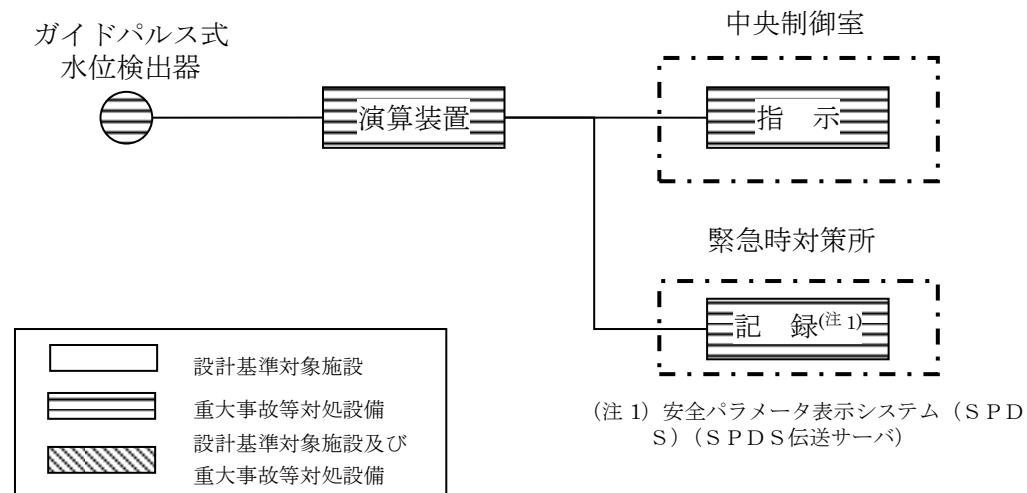 中央制御室
ガイドパルス式
水位検出器
演算装置
指　示
緊急時対策所
記　録(注 1)
設計基準対象施設
重大事故等対処設備
設計基準対象施設及び
重大事故等対処設備
(注 1) 安全パラメータ表示システム（ＳＰＤ
Ｓ）（ＳＰＤＳ伝送サーバ）